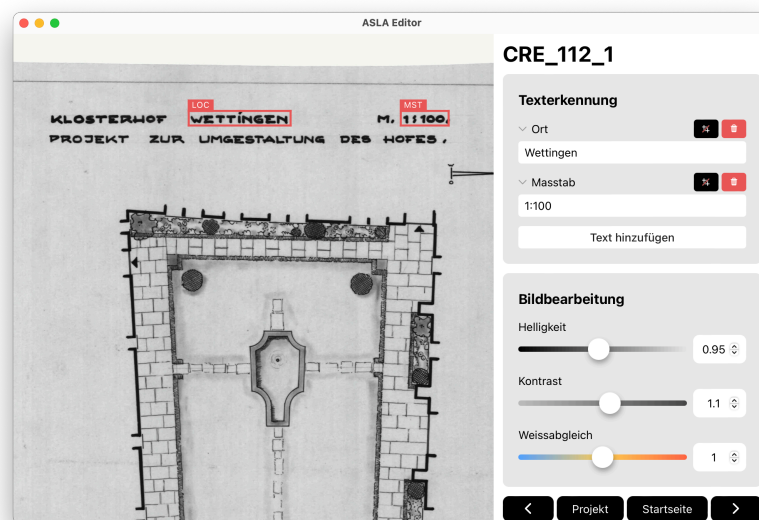 ASLA Editor
LOC
MST
KLOSTERHOF WETTINGEN M. 1:100.
PROJEKT ZUR UMGESTALTUNG DES HOFES.
CRE_112_1
Texterkennung
Ort
Wettingen
Masstab
1:100
Text hinzufügen
Bildbearbeitung
Helligkeit
0.95
Kontrast
1.1
Weissabgleich
1
Projekt Startseite